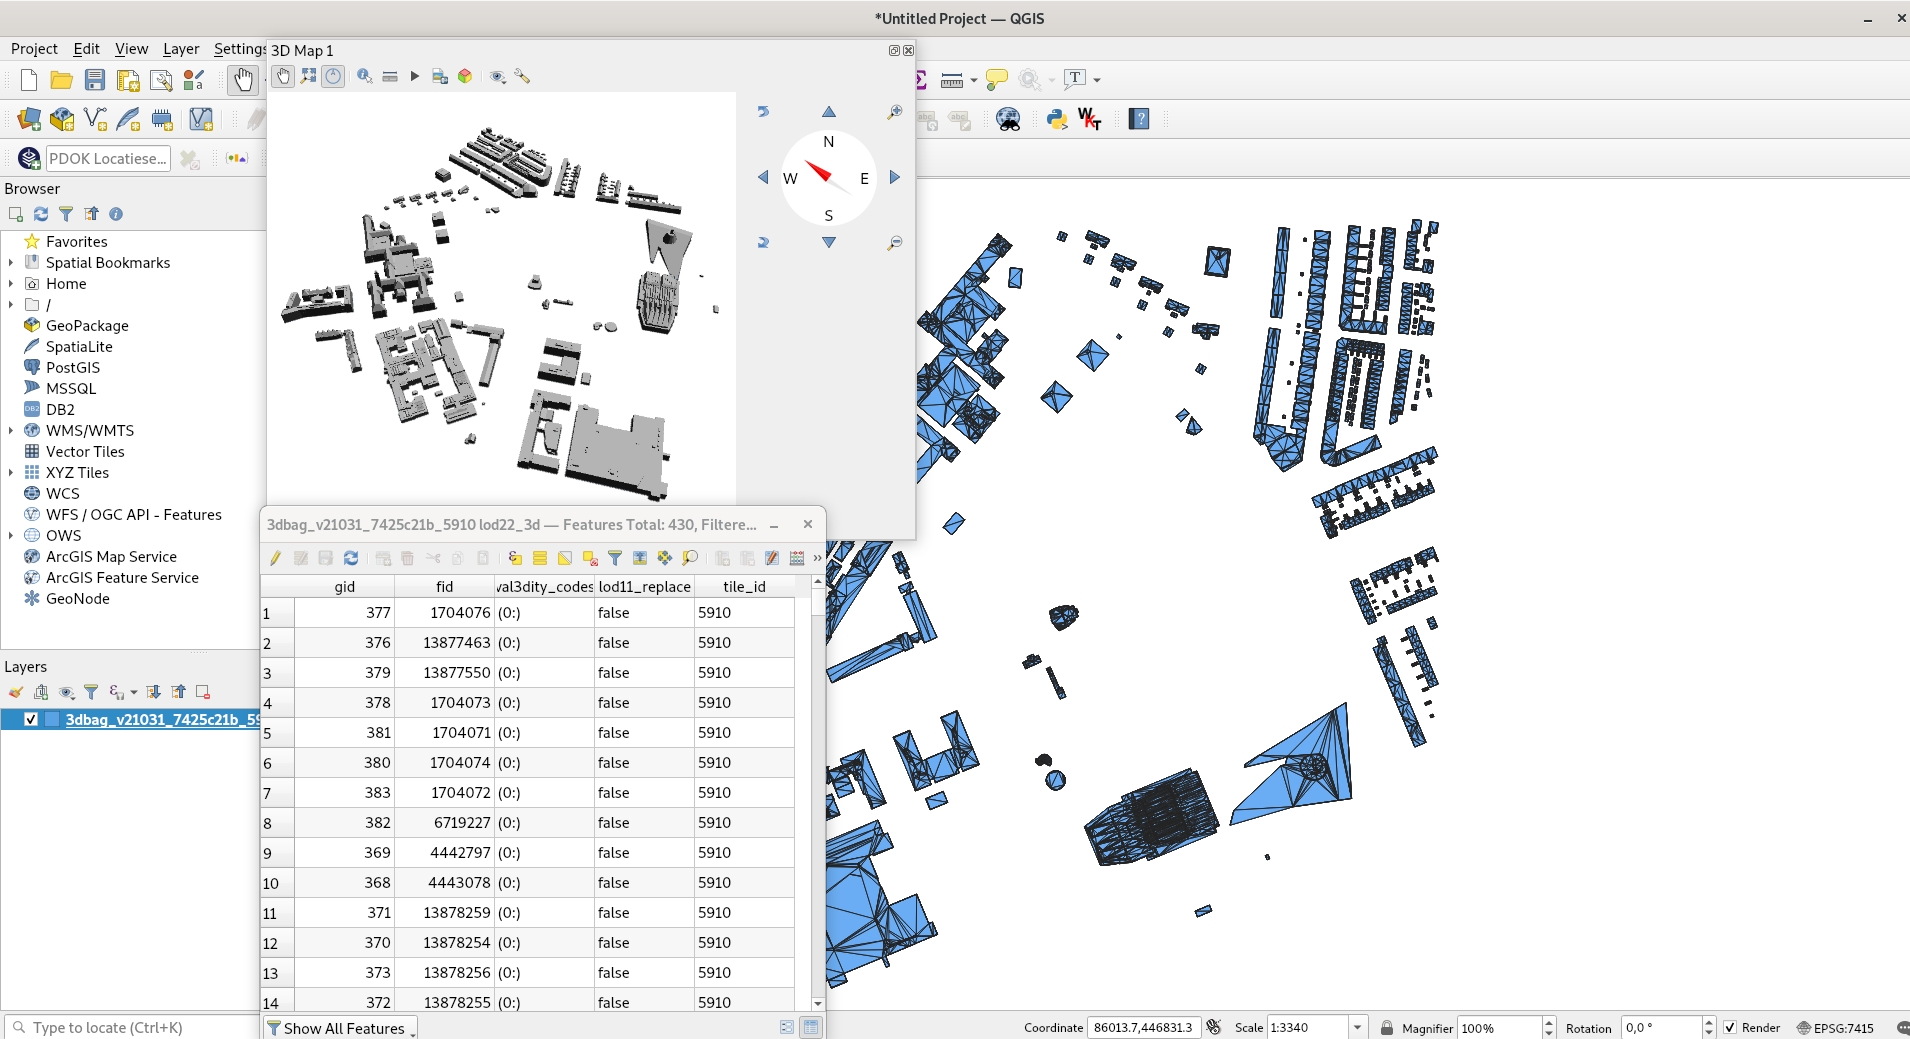 *Untitled Project — QGIS
Project Edit View Layer Settings
3D Map 1
T
WKT
?
PDOK Locatiese...
N
W E
S
Browser
Favorites
Spatial Bookmarks
Home
/
GeoPackage
SpatiaLite
PostGIS
MSSQL
DB2 DB2
WMS/WMTS
Vector Tiles
XYZ Tiles
WCS
WFS / OGC API - Features
OWS
ArcGIS Map Service
ArcGIS Feature Service
GeoNode
Layers
3dbag_v21031_7425c21b_59
3dbag_v21031_7425c21b_5910 lod22_3d — Features Total: 430, Filtere...
gid fid val3dity_codes lod11_replace tile_id
1 377 1704076 (0:) false 5910
2 376 13877463 (0:) false 5910
3 379 13877550 (0:) false 5910
4 378 1704073 (0:) false 5910
5 381 1704071 (0:) false 5910
6 380 1704074 (0:) false 5910
7 383 1704072 (0:) false 5910
8 382 6719227 (0:) false 5910
9 369 4442797 (0:) false 5910
10 368 4443078 (0:) false 5910
11 371 13878259 (0:) false 5910
12 370 13878254 (0:) false 5910
13 373 13878256 (0:) false 5910
14 372 13878255 (0:) false 5910
Show All Features
Type to locate (Ctrl+K)
Coordinate 86013.7,446831.3 Scale 1:3340 Magnifier 100% Rotation 0,0 ° Render EPSG:7415